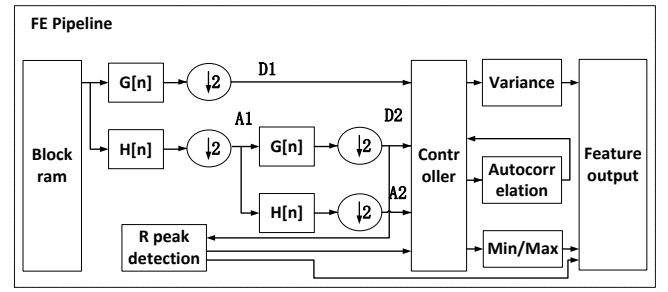 FE Pipeline
G[n]
↓2
D1
Variance
Block
ram
H[n]
↓2
A1
G[n]
↓2
D2
Contr
oller
Autocorr
elation
Feature
output
H[n]
↓2
A2
R peak
detection
Min/Max